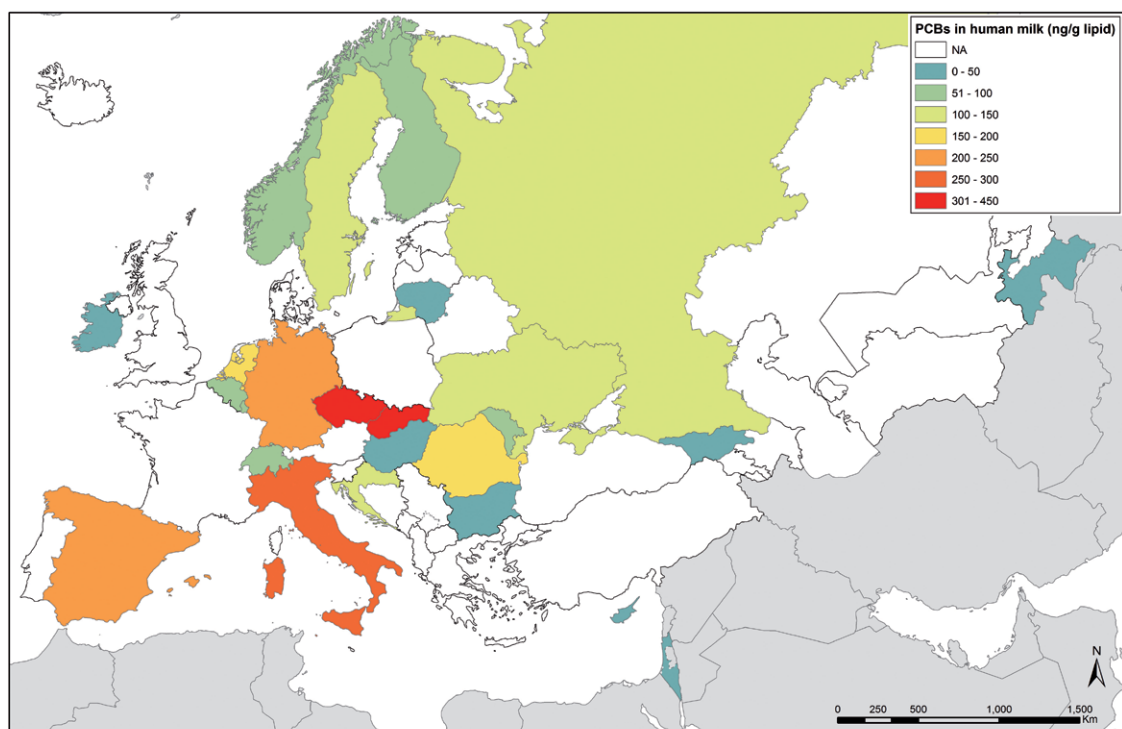 PCBs in human milk (ng/g lipid)
NA
0 - 50
51 - 100
100 - 150
150 - 200
200 - 250
250 - 300
301 - 450
N
0 250 500 1,000 1,500
Km